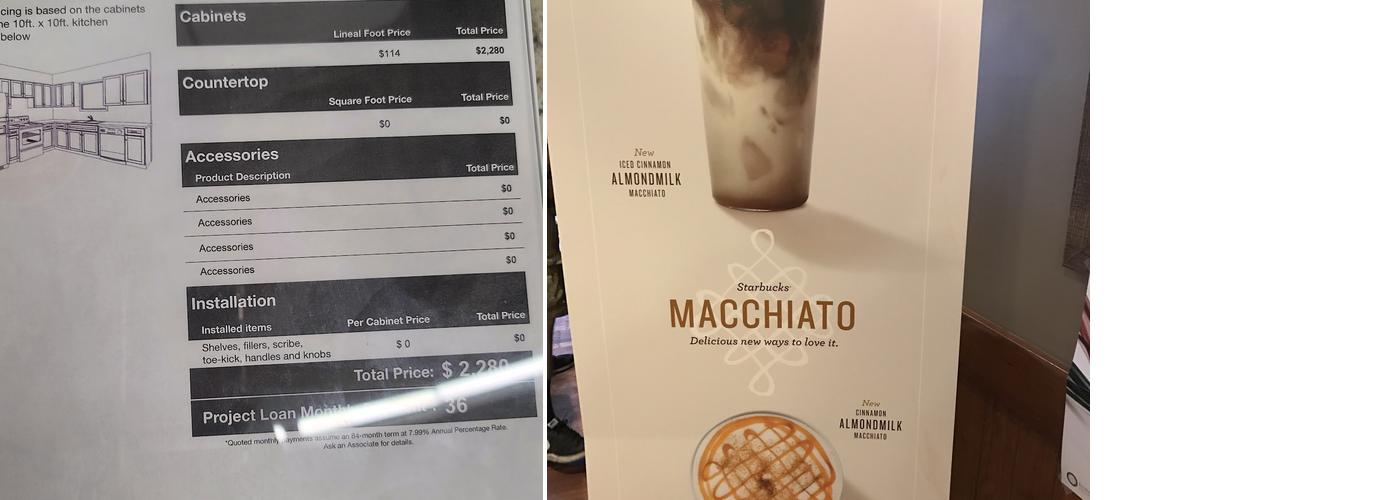 cing is based on the cabinets
ne 10ft. x 10ft. kitchen
below
Cabinets
Lineal Foot Price Total Price
$114 $2,280
Countertop
Square Foot Price Total Price
$0 $0
Accessories
Product Description Total Price
Accessories $0
Accessories $0
Accessories $0
Accessories $0
Installation
Installed items Per Cabinet Price Total Price
Shelves, fillers, scribe, $ 0 $0
toe-kick, handles and knobs
Total Price: $ 2,280
Project Loan 36
*Quoted monthly payments assume an 84-month term at 7.99% Annual Percentage Rate.
Ask an Associate for details.
New
ICED CINNAMON
ALMONDMILK
MACCHIATO
Starbucks
MACCHIATO
Delicious new ways to love it.
New
CINNAMON
ALMONDMILK
MACCHIATO